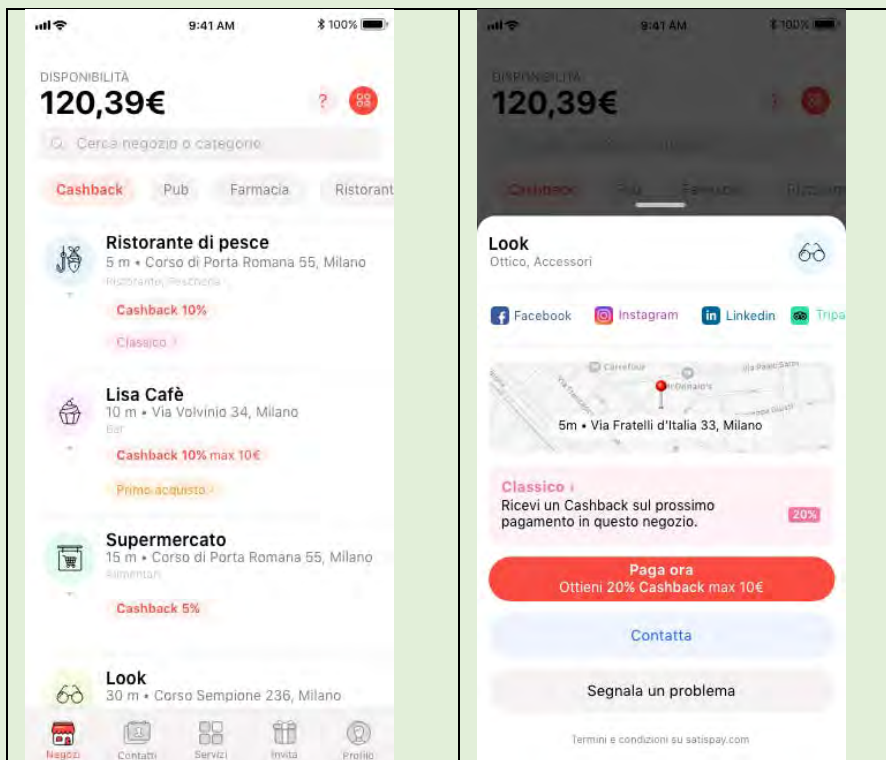 9:41 AM
100%
DISPONIBILITÀ
120,39€
?
Cerca negozio o categorie
Cashback Pub Farmacia Ristorant
Ristorante di pesce
5 m • Corso di Porta Romana 55, Milano
Ristorante, Pescheria
Cashback 10%
Classico ›
Lisa Cafè
10 m • Via Volvinio 34, Milano
Bar
Cashback 10% max 10€
Primo acquisto ›
Supermercato
15 m • Corso di Porta Romana 55, Milano
Alimentari
Cashback 5%
Look
30 m • Corso Sempione 236, Milano
Negozi Contatti Servizi Invita Profilo
9:41 AM
100%
DISPONIBILITÀ
120,39€
Cashback Pub Farmacia
Look
Ottico, Accessori
Facebook Instagram Linkedin Tripa
Carrefour
McDonald's
5m • Via Fratelli d'Italia 33, Milano
Classico ›
Ricevi un Cashback sul prossimo
pagamento in questo negozio.
20%
Paga ora
Ottieni 20% Cashback max 10€
Contatta
Segnala un problema
Termini e condizioni su satispay.com